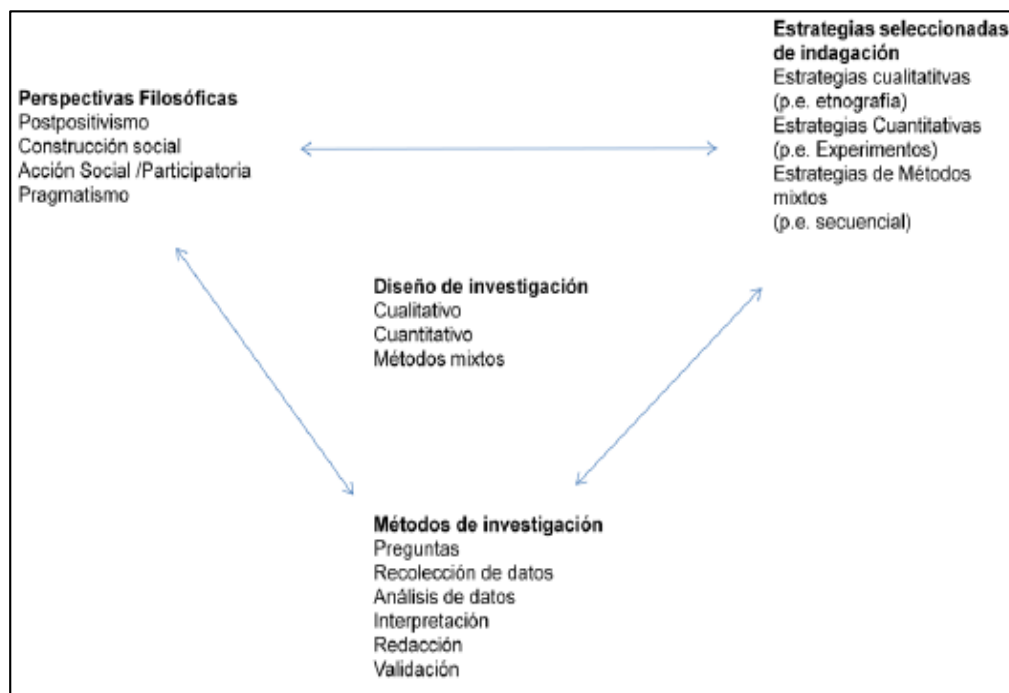 Perspectivas Filosóficas
Postpositivismo
Construcción social
Acción Social /Participatoria
Pragmatismo
Estrategias seleccionadas
de indagación
Estrategias cualitatitvas
(p.e. etnografia)
Estrategias Cuantitativas
(p.e. Experimentos)
Estrategias de Métodos
mixtos
(p.e. secuencial)
Diseño de investigación
Cualitativo
Cuantitativo
Métodos mixtos
Métodos de investigación
Preguntas
Recolección de datos
Análisis de datos
Interpretación
Redacción
Validación